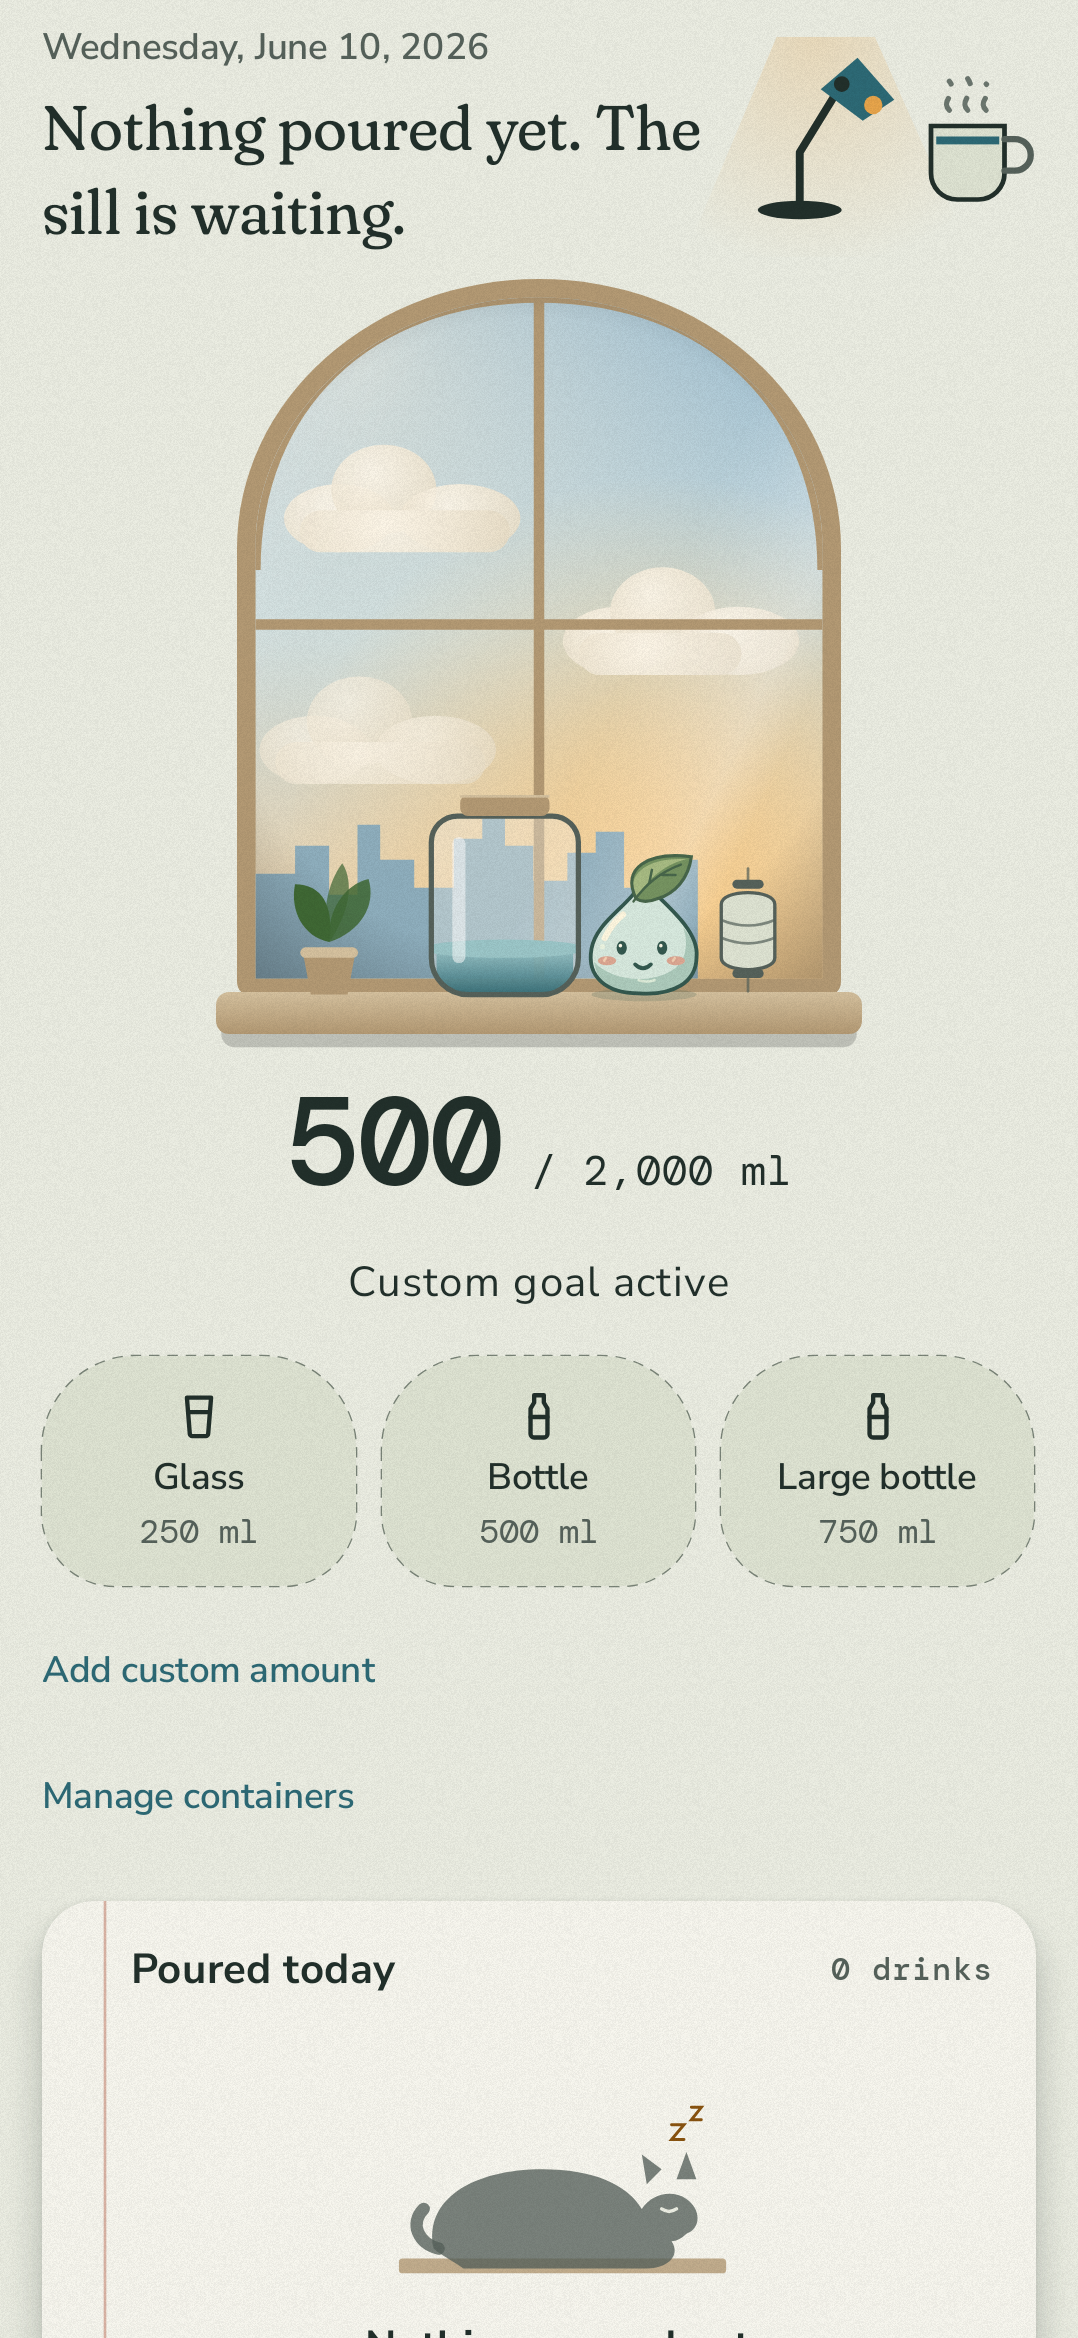 Wednesday, June 10, 2026
Nothing poured yet. The
sill is waiting.
500 / 2,000 ml
Custom goal active
Glass
250 ml
Bottle
500 ml
Large bottle
750 ml
Add custom amount
Manage containers
Poured today
0 drinks
z z